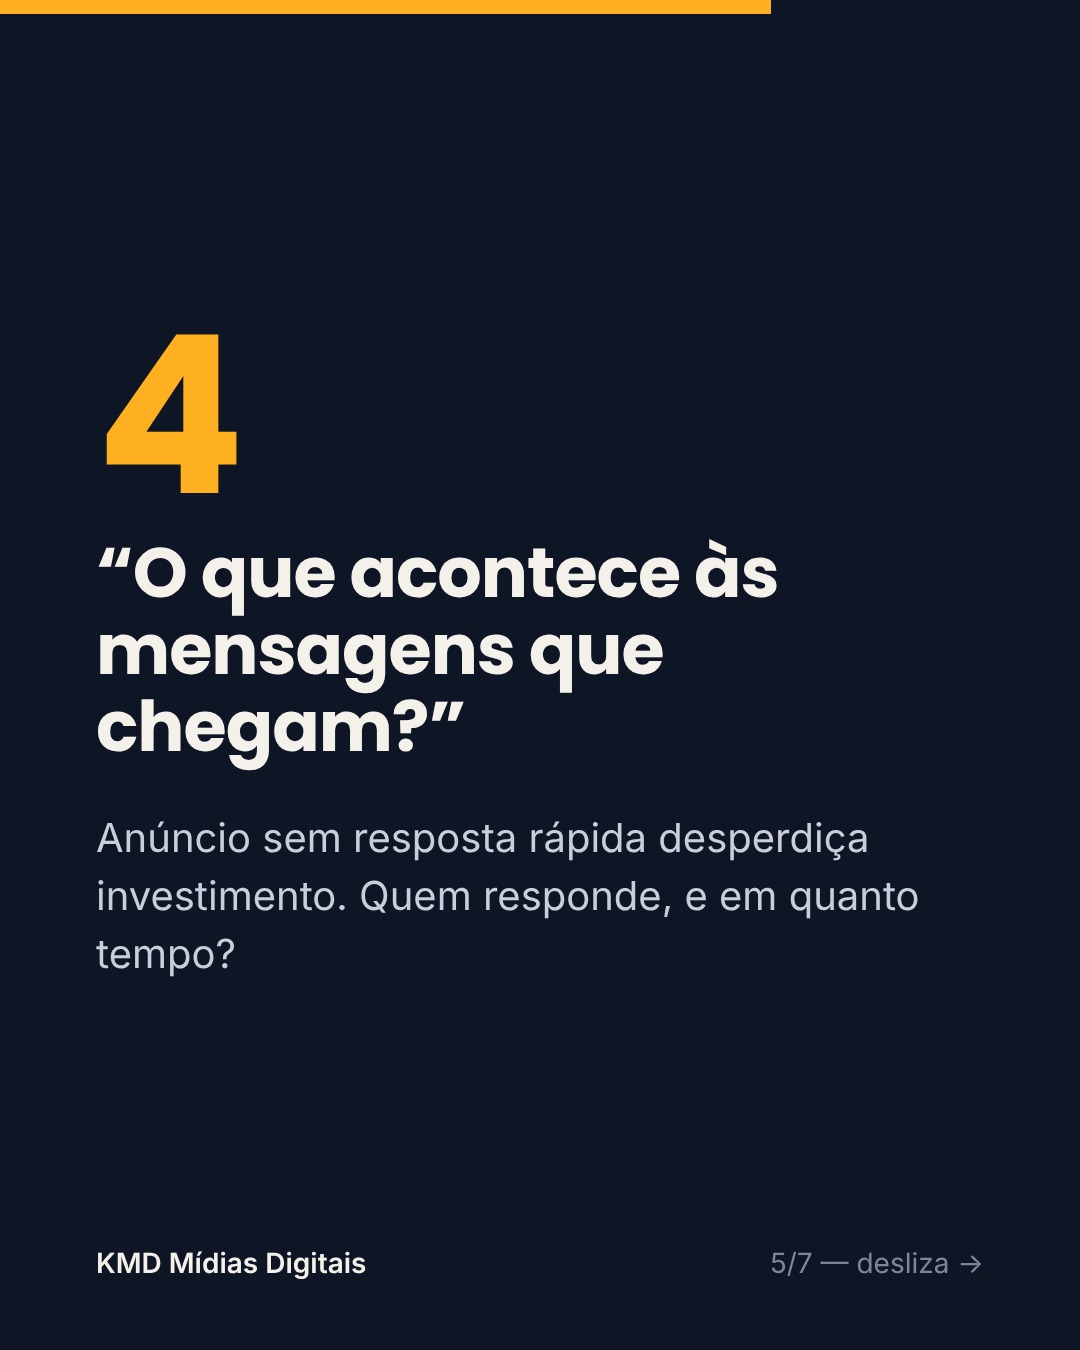 4
“O que acontece às
mensagens que
chegam?”
Anúncio sem resposta rápida desperdiça
investimento. Quem responde, e em quanto
tempo?
KMD Mídias Digitais
5/7 — desliza →